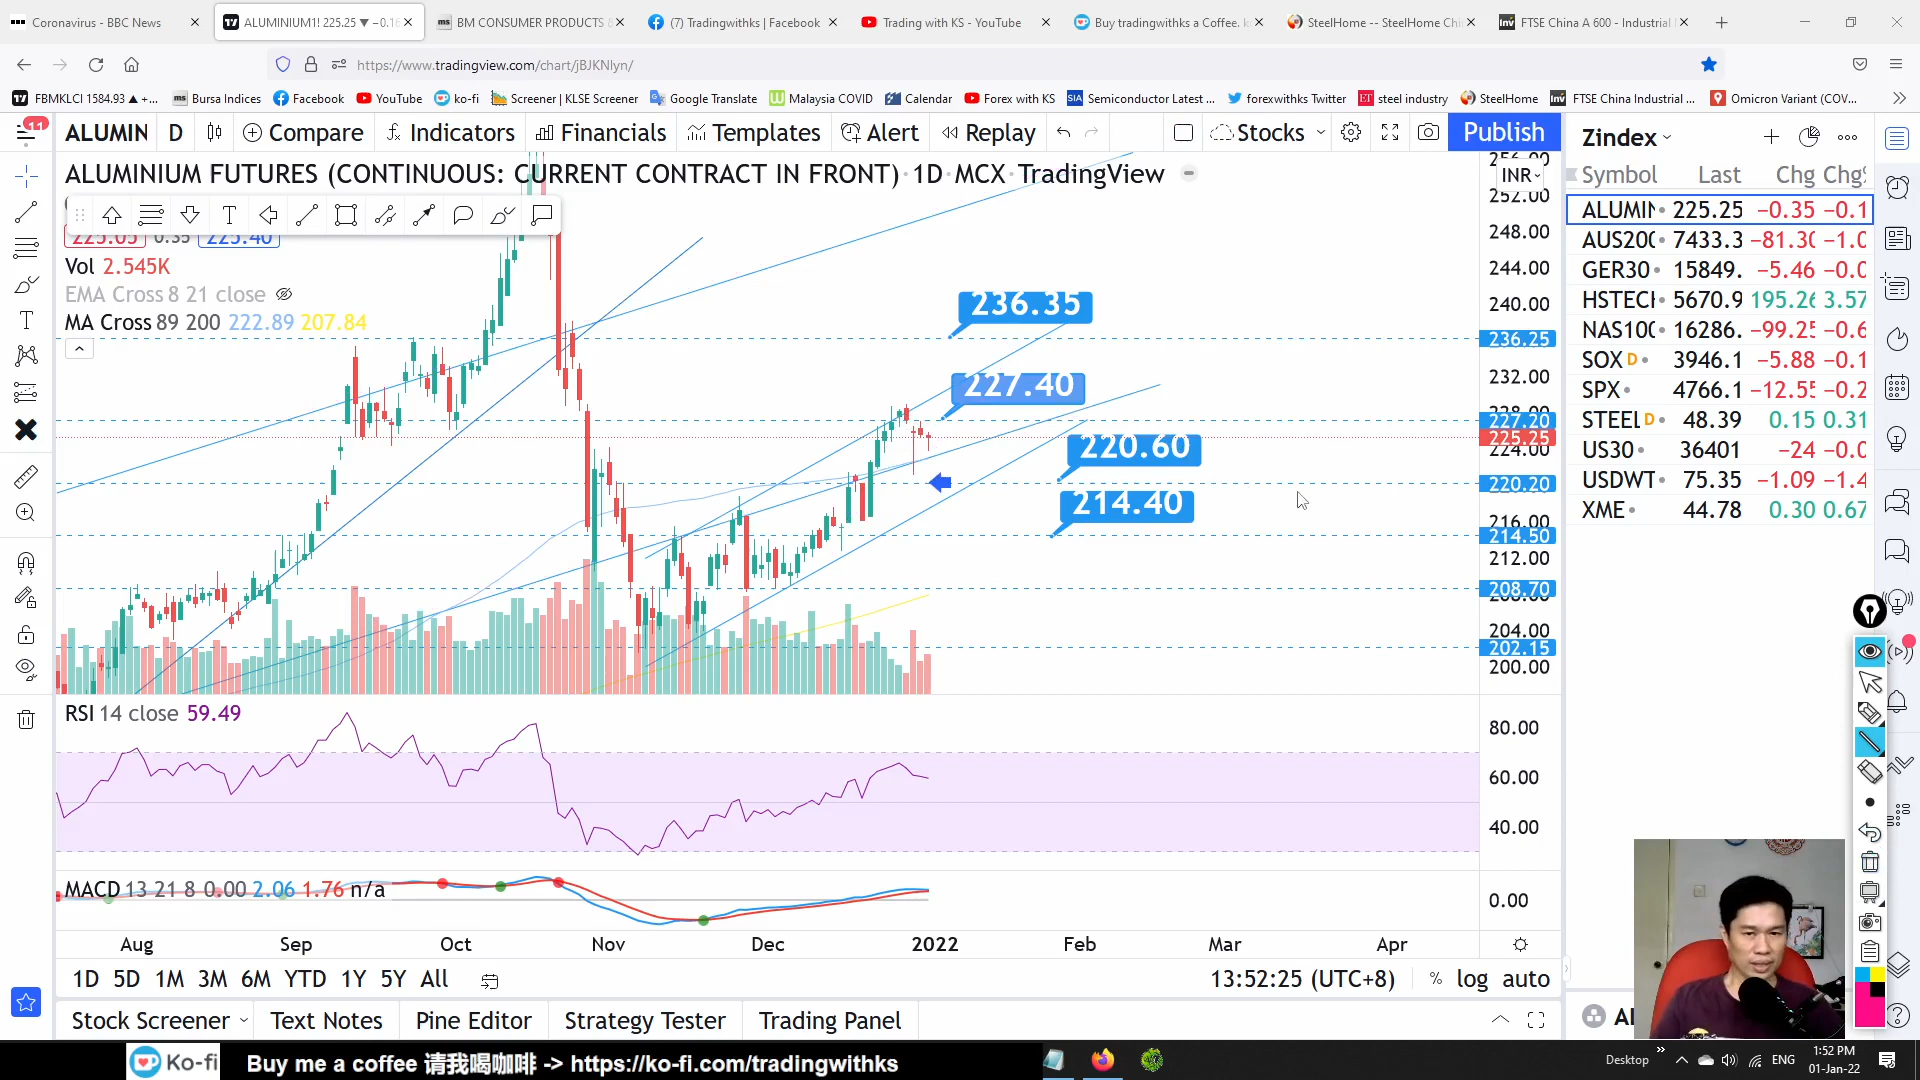 Coronavirus - BBC News
ALUMINIUM1! 225.25 ▼ −0.16
BM CONSUMER PRODUCTS &
(7) Tradingwithks | Facebook
Trading with KS - YouTube
Buy tradingwithks a Coffee. k
SteelHome -- SteelHome Chi
FTSE China A 600 - Industrial
https://www.tradingview.com/chart/jBJKNlyn/
FBMKLCI 1584.93 ▲ +...
Bursa Indices
Facebook
YouTube
ko-fi
Screener | KLSE Screener
Google Translate
Malaysia COVID
Calendar
Forex with KS
Semiconductor Latest ...
forexwithks Twitter
steel industry
SteelHome
FTSE China Industrial ...
Omicron Variant (COV...
11
ALUMIN D Compare Indicators Financials Templates Alert Replay Stocks Publish
ALUMINIUM FUTURES (CONTINUOUS: CURRENT CONTRACT IN FRONT) · 1D · MCX · TradingView
225.05 0.35 225.40
Vol 2.545K
EMA Cross 8 21 close
MA Cross 89 200 222.89 207.84
236.35
227.40
220.60
214.40
INR
256.00
252.00
248.00
244.00
240.00
236.25
232.00
228.00
227.20
225.25
224.00
220.20
216.00
214.50
212.00
208.70
204.00
202.15
200.00
RSI 14 close 59.49
80.00
60.00
40.00
MACD 13 21 8 0.00 2.06 1.76 n/a
0.00
Aug Sep Oct Nov Dec 2022 Feb Mar Apr
1D 5D 1M 3M 6M YTD 1Y 5Y All
13:52:25 (UTC+8) % log auto
Stock Screener Text Notes Pine Editor Strategy Tester Trading Panel
Zindex
Symbol Last Chg Chg%
ALUMIN 225.25 −0.35 −0.1
AUS200 7433.3 −81.30 −1.0
GER30 15849. −5.46 −0.0
HSTECH 5670.9 195.26 3.57
NAS100 16286. −99.25 −0.6
SOX D 3946.1 −5.88 −0.1
SPX 4766.1 −12.55 −0.2
STEEL D 48.39 0.15 0.31
US30 36401 −24 −0.0
USDWT 75.35 −1.09 −1.4
XME 44.78 0.30 0.67
Ko-fi
Buy me a coffee 请我喝咖啡 -> https://ko-fi.com/tradingwithks
Desktop
ENG
1:52 PM
01-Jan-22